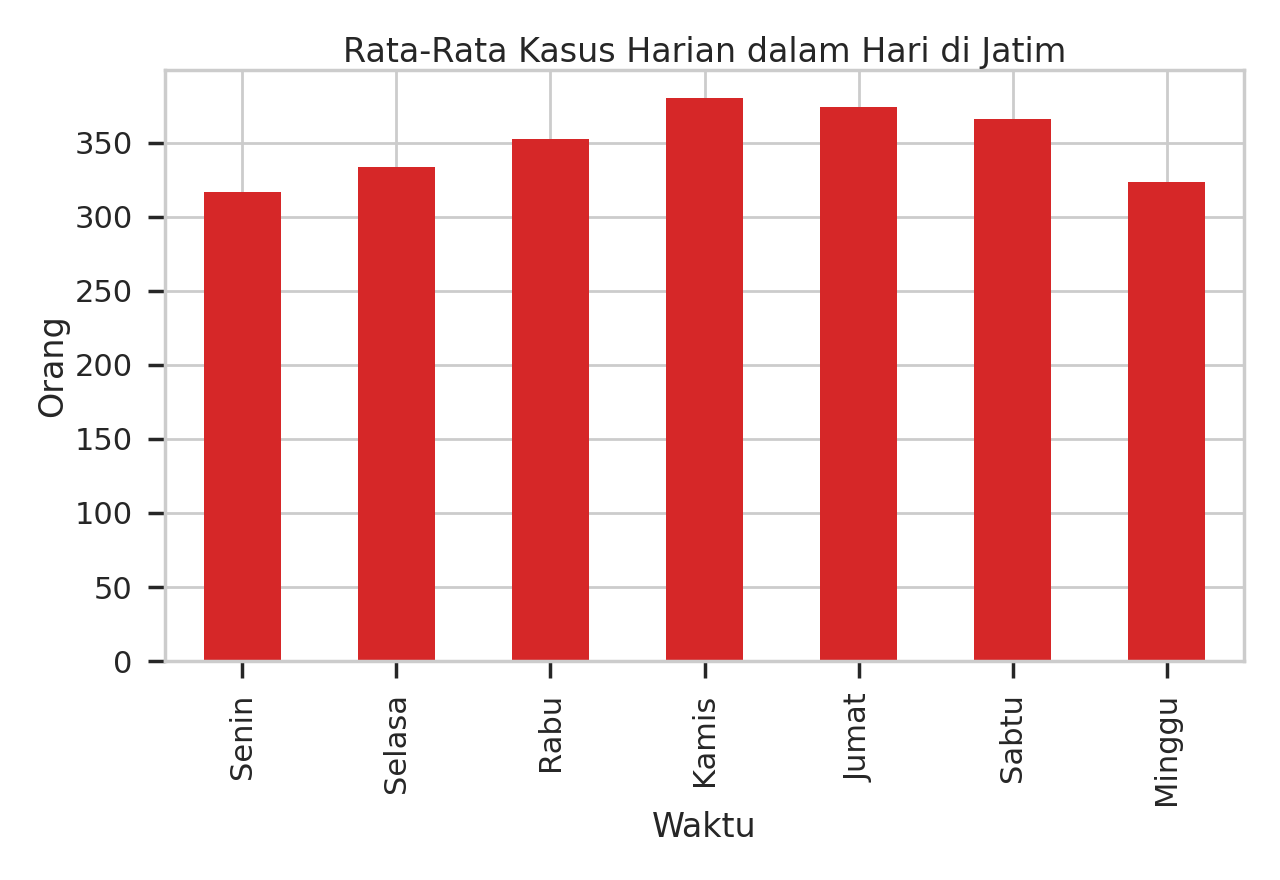 Rata-Rata Kasus Harian dalam Hari di Jatim
350
300
250
200
150
100
50
0
Orang
Senin
Selasa
Rabu
Kamis
Jumat
Sabtu
Minggu
Waktu